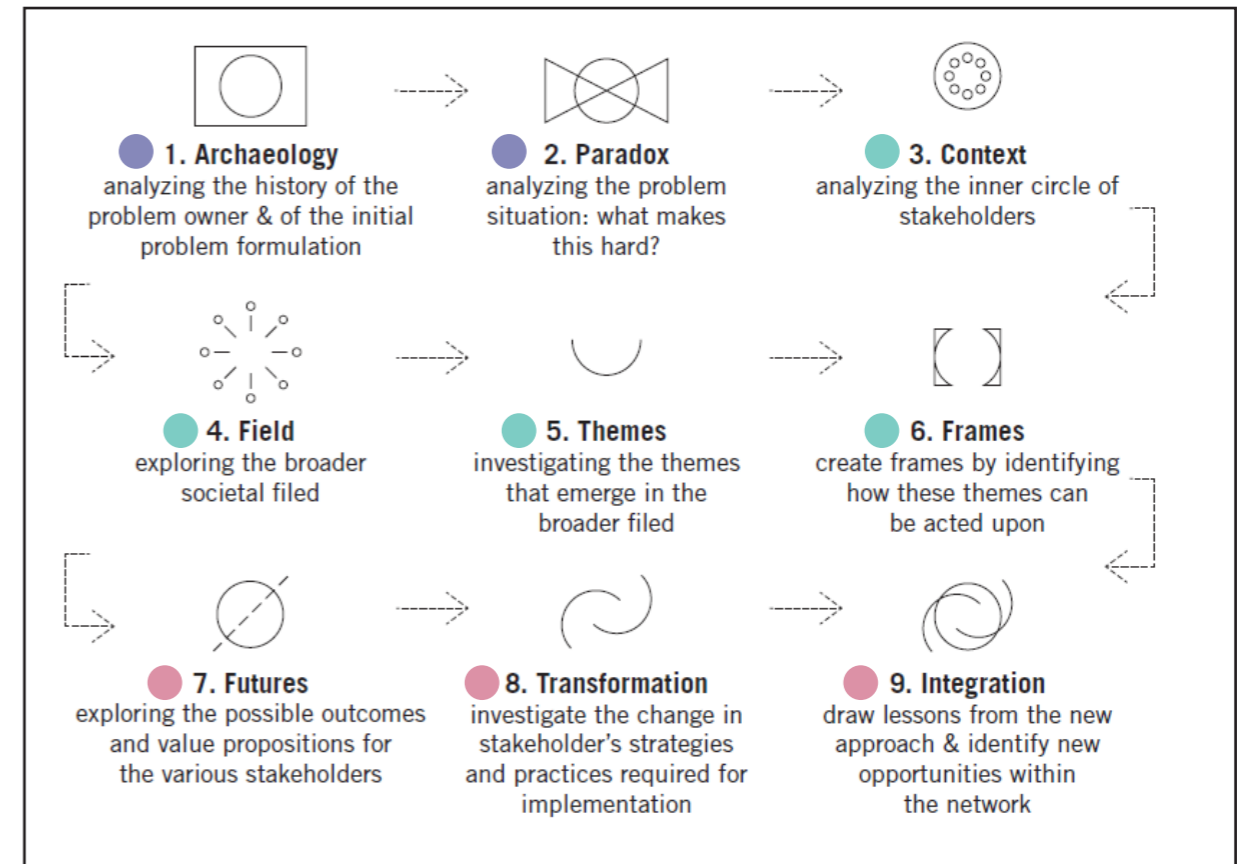 1. Archaeology
analyzing the history of the
problem owner & of the initial
problem formulation
2. Paradox
analyzing the problem
situation: what makes
this hard?
3. Context
analyzing the inner circle of
stakeholders
4. Field
exploring the broader
societal filed
5. Themes
investigating the themes
that emerge in the
broader filed
6. Frames
create frames by identifying
how these themes can
be acted upon
7. Futures
exploring the possible outcomes
and value propositions for
the various stakeholders
8. Transformation
investigate the change in
stakeholder's strategies
and practices required for
implementation
9. Integration
draw lessons from the new
approach & identify new
opportunities within
the network